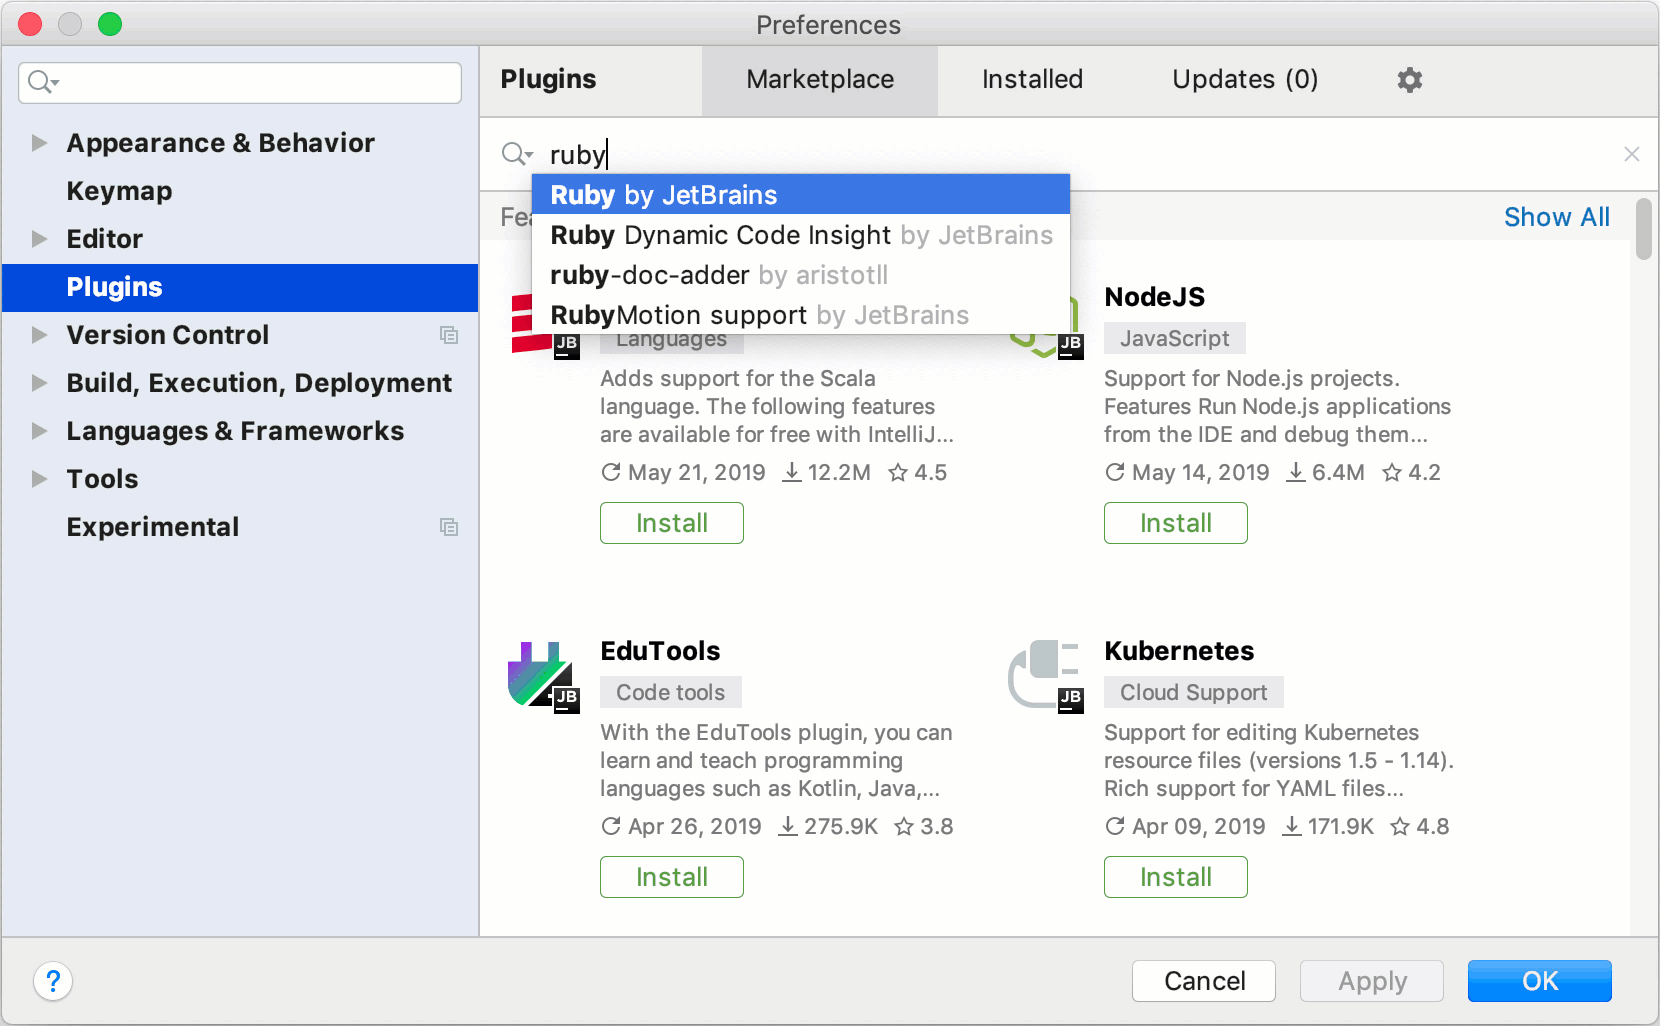 Preferences
Plugins
Marketplace
Installed
Updates (0)
Appearance & Behavior
Keymap
Editor
Plugins
Version Control
Build, Execution, Deployment
Languages & Frameworks
Tools
Experimental
ruby
Ruby by JetBrains
Ruby Dynamic Code Insight by JetBrains
ruby-doc-adder by aristotll
RubyMotion support by JetBrains
Show All
JB
Languages
Adds support for the Scala
language. The following features
are available for free with IntelliJ...
May 21, 2019 12.2M 4.5
Install
NodeJS
JB
JavaScript
Support for Node.js projects.
Features Run Node.js applications
from the IDE and debug them...
May 14, 2019 6.4M 4.2
Install
EduTools
JB
Code tools
With the EduTools plugin, you can
learn and teach programming
languages such as Kotlin, Java,...
Apr 26, 2019 275.9K 3.8
Install
Kubernetes
JB
Cloud Support
Support for editing Kubernetes
resource files (versions 1.5 - 1.14).
Rich support for YAML files...
Apr 09, 2019 171.9K 4.8
Install
?
Cancel
Apply
OK